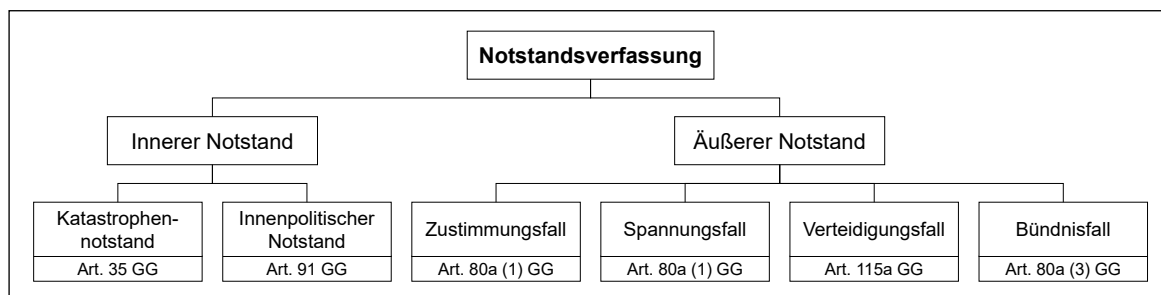 Notstandsverfassung
Innerer Notstand
Äußerer Notstand
Katastrophen-
notstand
Art. 35 GG
Innenpolitischer
Notstand
Art. 91 GG
Zustimmungsfall
Art. 80a (1) GG
Spannungsfall
Art. 80a (1) GG
Verteidigungsfall
Art. 115a GG
Bündnisfall
Art. 80a (3) GG